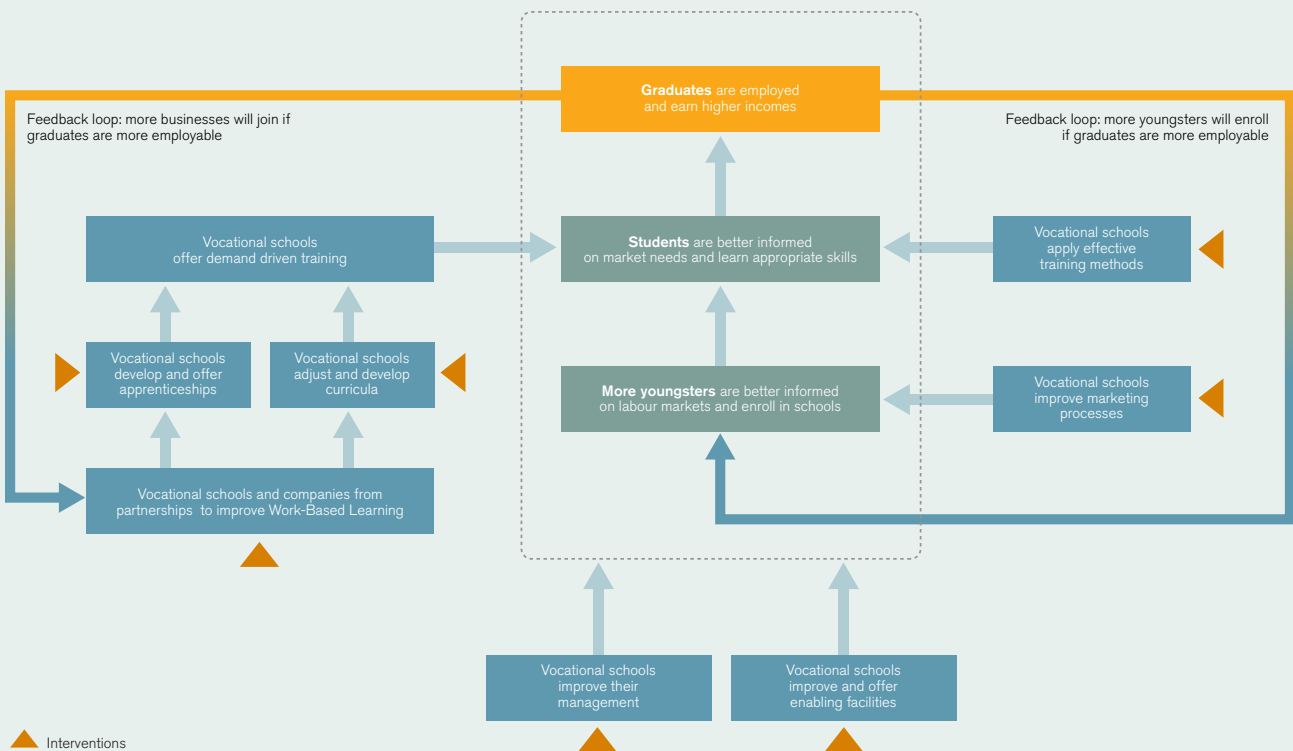 Graduates are employed
and earn higher incomes
Feedback loop: more businesses will join if
graduates are more employable
Feedback loop: more youngsters will enroll
if graduates are more employable
Vocational schools
offer demand driven training
Students are better informed
on market needs and learn appropriate skills
Vocational schools
apply effective
training methods
Vocational schools
develop and offer
apprenticeships
Vocational schools
adjust and develop
curricula
More youngsters are better informed
on labour markets and enroll in schools
Vocational schools
improve marketing
processes
Vocational schools and companies from
partnerships to improve Work-Based Learning
Vocational schools
improve their
management
Vocational schools
improve and offer
enabling facilities
Interventions